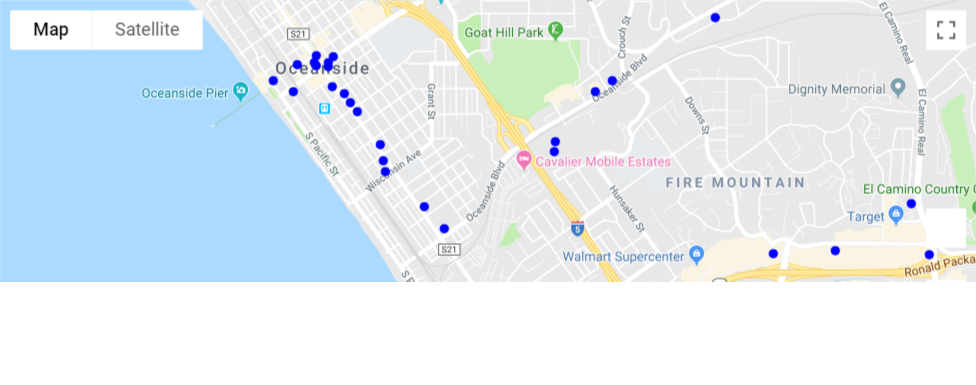 Map
Satellite
S21
Goat Hill Park
Crouch St
El Camino Real
Oceanside
Oceanside Pier
Oceanside Blvd
Dignity Memorial
Grant St
Downs St
El Camino Real
S Pacific St
Wisconsin Ave
Cavalier Mobile Estates
Oceanside Blvd
Hunsaker St
FIRE MOUNTAIN
El Camino Country C
Target
5
S21
Walmart Supercenter
Ronald Packa
S P